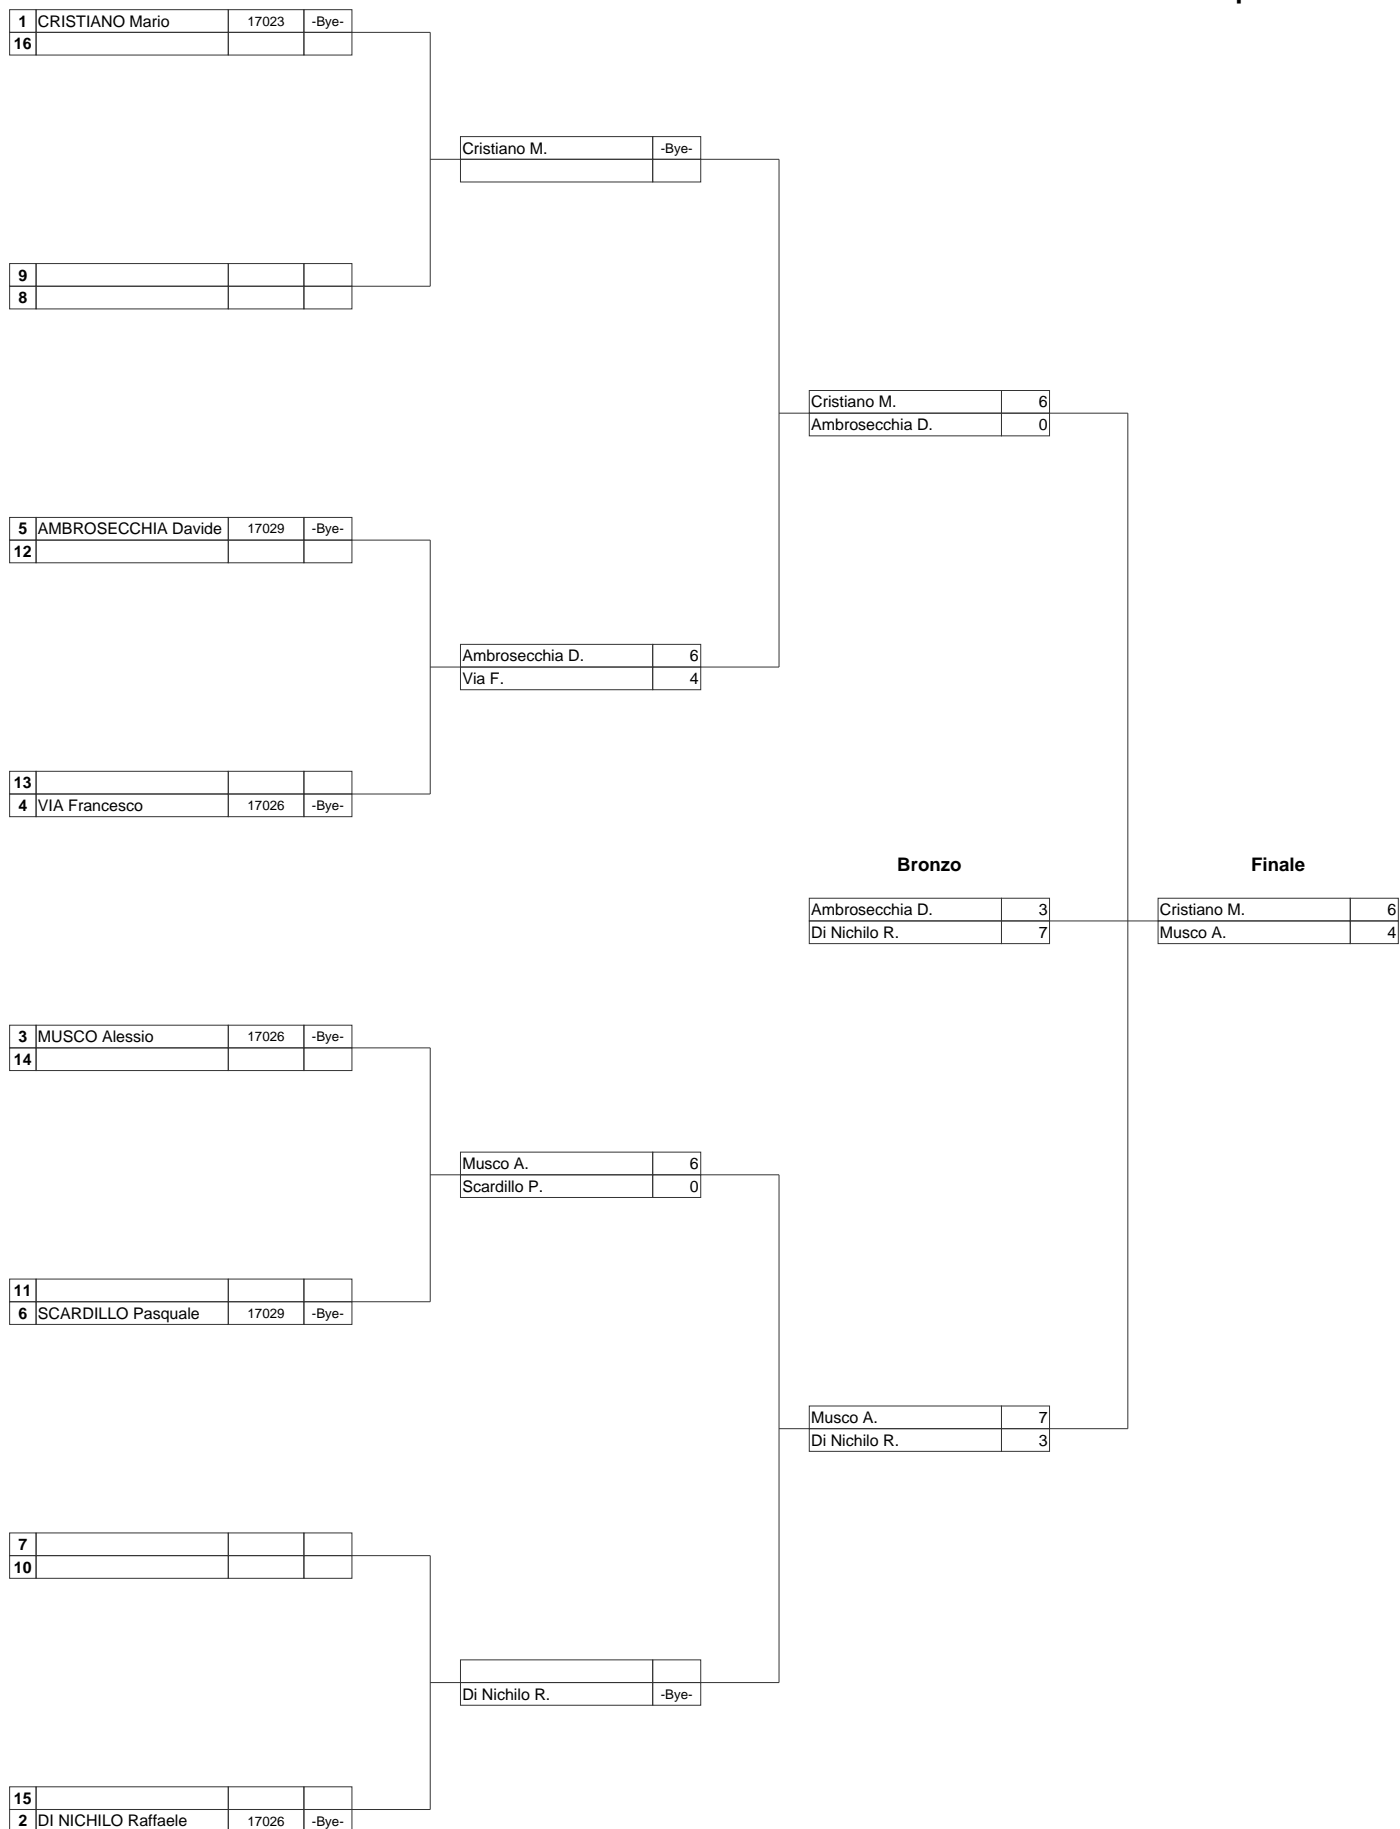 1 CRISTIANO Mario 17023 -Bye-
16
Cristiano M. -Bye-
9
8
Cristiano M. 6
Ambrosecchia D. 0
5 AMBROSECCHIA Davide 17029 -Bye-
12
Ambrosecchia D. 6
Via F. 4
13
4 VIA Francesco 17026 -Bye-
Bronzo Finale
Ambrosecchia D. 3 Cristiano M. 6
Di Nichilo R. 7 Musco A. 4
3 MUSCO Alessio 17026 -Bye-
14
Musco A. 6
Scardillo P. 0
11
6 SCARDILLO Pasquale 17029 -Bye-
Musco A. 7
Di Nichilo R. 3
7
10
Di Nichilo R. -Bye-
15
2 DI NICHILO Raffaele 17026 -Bye-